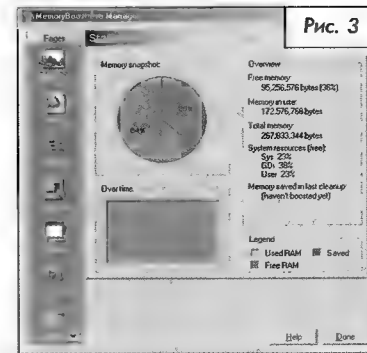 MemoryBoost Manager
Рис. 3
Pages
Memory snapshot:
64%
Overtime
Overview
Free memory
95,256,576 bytes (36%)
Memory in use:
172,576,768 bytes
Total memory
267,833,344 bytes
System resources (free):
Sys 23%
GDI: 38%
User 23%
Memory saved in last cleanup
(haven't boosted yet)
Legend
Used RAM Saved
Free RAM
Help Done